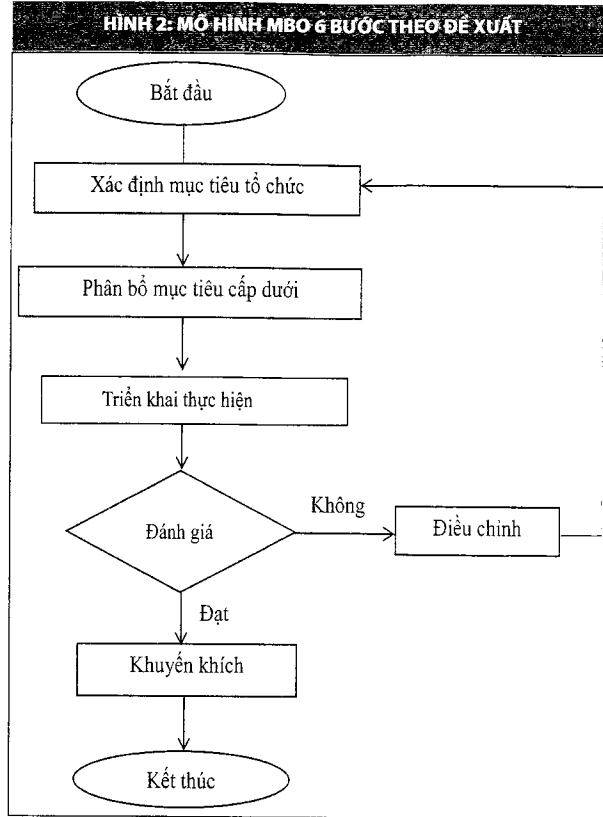 HÌNH 2: MÔ HÌNH MBO 6 BƯỚC THEO ĐỀ XUẤT
Bắt đầu
Xác định mục tiêu tổ chức
Phân bổ mục tiêu cấp dưới
Triển khai thực hiện
Đánh giá
Không
Điều chỉnh
Đạt
Khuyến khích
Kết thúc